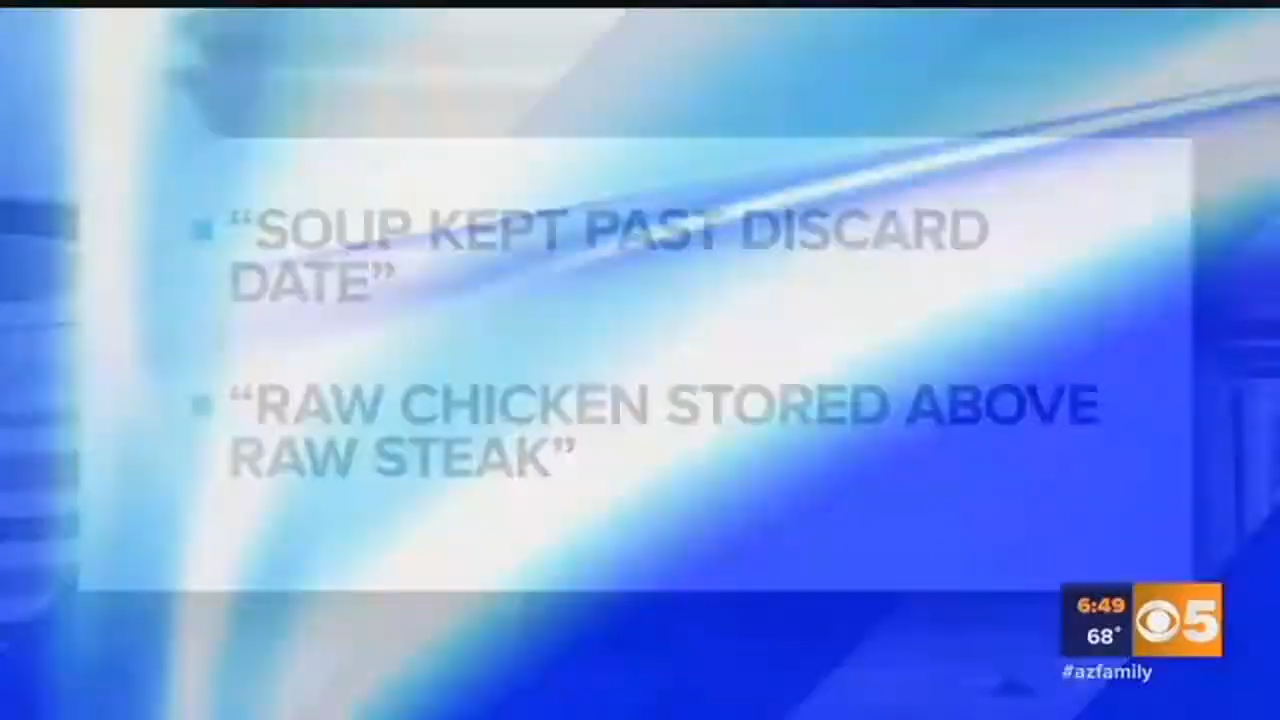 “SOUP KEPT PAST DISCARD
DATE”
“RAW CHICKEN STORED ABOVE
RAW STEAK”
6:49
68°
5
#azfamily